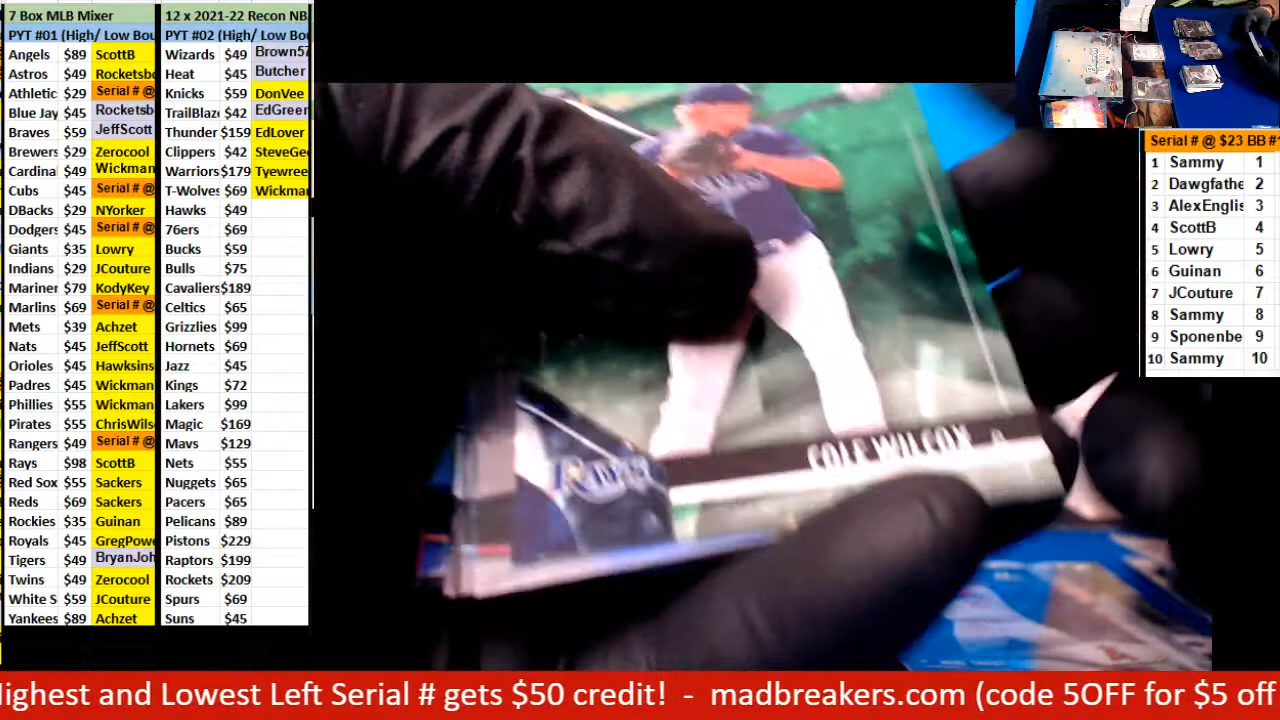 7 Box MLB Mixer
PYT #01 (High/ Low Bou
Angels $89 ScottB
Astros $49 Rocketsbo
Athletic $29 Serial # @
Blue Jay $45 Rocketsb
Braves $59 JeffScott
Brewers $29 Zerocool
Cardina $49 Wickman
Cubs $45 Serial # @
DBacks $29 NYorker
Dodgers $45 Serial # @
Giants $35 Lowry
Indians $29 JCouture
Mariner $79 KodyKey
Marlins $69 Serial # @
Mets $39 Achzet
Nats $45 JeffScott
Orioles $45 Hawksins
Padres $45 Wickman
Phillies $55 Wickman
Pirates $55 ChrisWils
Rangers $49 Serial # @
Rays $98 ScottB
Red Sox $55 Sackers
Reds $69 Sackers
Rockies $35 Guinan
Royals $45 GregPow
Tigers $49 BryanJoh
Twins $49 Zerocool
White S $59 JCouture
Yankees $89 Achzet
12 x 2021-22 Recon NB
PYT #02 (High/ Low Bou
Wizards $49 Brown57
Heat $45 Butcher
Knicks $59 DonVee
TrailBlaz $42 EdGreer
Thunder $159 EdLover
Clippers $42 SteveGe
Warriors $179 Tyewree
T-Wolves $69 Wickmar
Hawks $49
76ers $69
Bucks $59
Bulls $75
Cavaliers $189
Celtics $65
Grizzlies $99
Hornets $69
Jazz $45
Kings $72
Lakers $99
Magic $169
Mavs $129
Nets $55
Nuggets $65
Pacers $65
Pelicans $89
Pistons $229
Raptors $199
Rockets $209
Spurs $69
Suns $45
COLE WILCOX
Serial # @ $23 BB #
1 Sammy 1
2 Dawgfathe 2
3 AlexEnglis 3
4 ScottB 4
5 Lowry 5
6 Guinan 6
7 JCouture 7
8 Sammy 8
9 Sponenbe 9
10 Sammy 10
Highest and Lowest Left Serial # gets $50 credit! - madbreakers.com (code 5OFF for $5 off